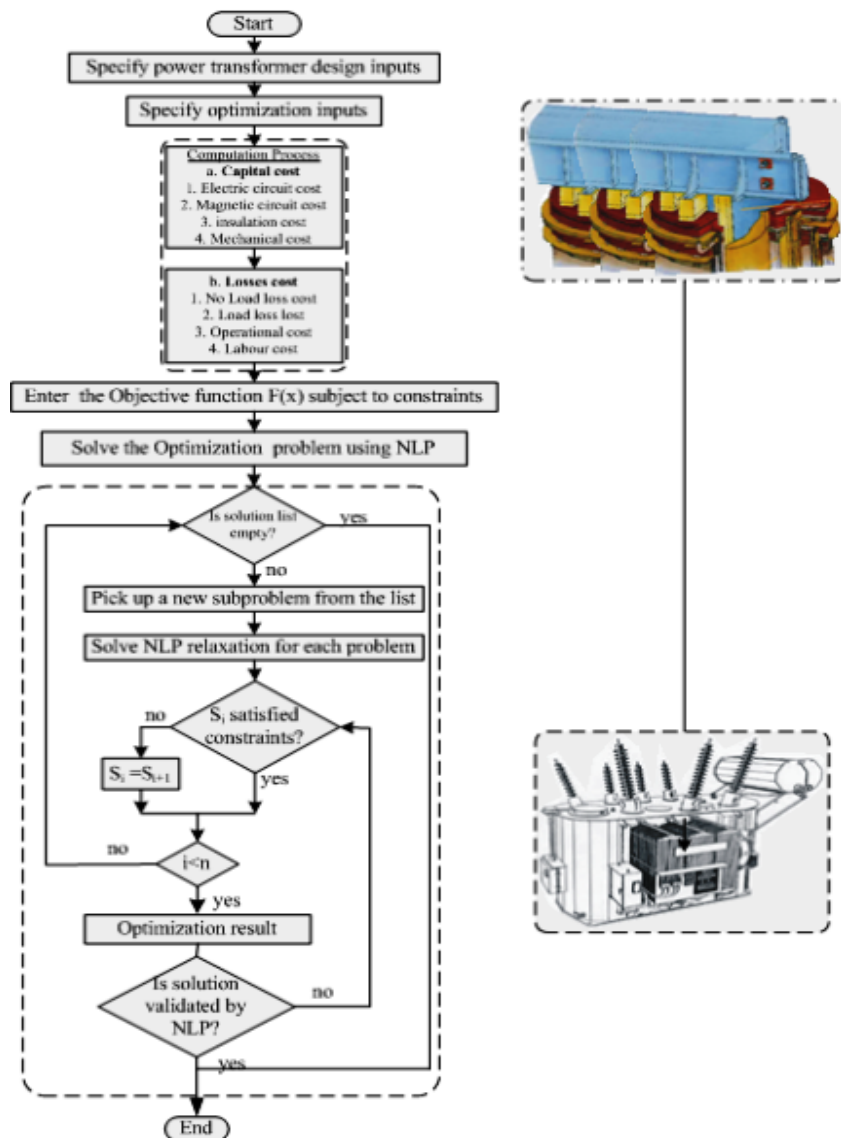 Start
Specify power transformer design inputs
Specify optimization inputs
Computation Process
a. Capital cost
1. Electric circuit cost
2. Magnetic circuit cost
3. insulation cost
4. Mechanical cost
b. Losses cost
1. No Load loss cost
2. Load loss lost
3. Operational cost
4. Labour cost
Enter the Objective function F(x) subject to constraints
Solve the Optimization problem using NLP
Is solution list
empty?
yes
no
Pick up a new subproblem from the list
Solve NLP relaxation for each problem
S_i satisfied
constraints?
no
yes
S_i =S_{i+1}
i<n
no
yes
Optimization result
Is solution
validated by
NLP?
no
yes
End